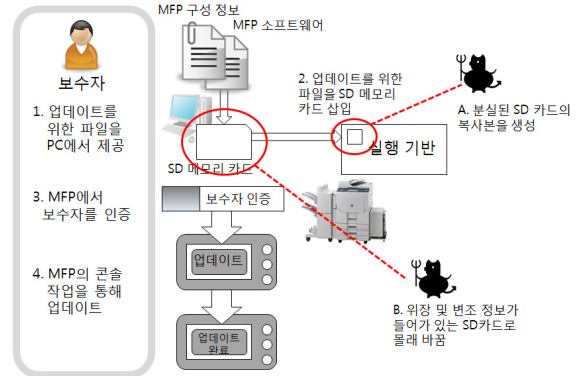 MFP 구성 정보
MFP 소프트웨어
보수자
1. 업데이트를
위한 파일을
PC에서 제공
3. MFP에서
보수자를 인증
4. MFP의 콘솔
작업을 통해
업데이트
2. 업데이트를 위한
파일을 SD 메모리
카드 삽입
SD 메모리 카드
실행 기반
보수자 인증
업데이트
업데이트
완료
A. 분실된 SD 카드의
복사본을 생성
B. 위장 및 변조 정보가
들어가 있는 SD카드로
몰래 바꿈